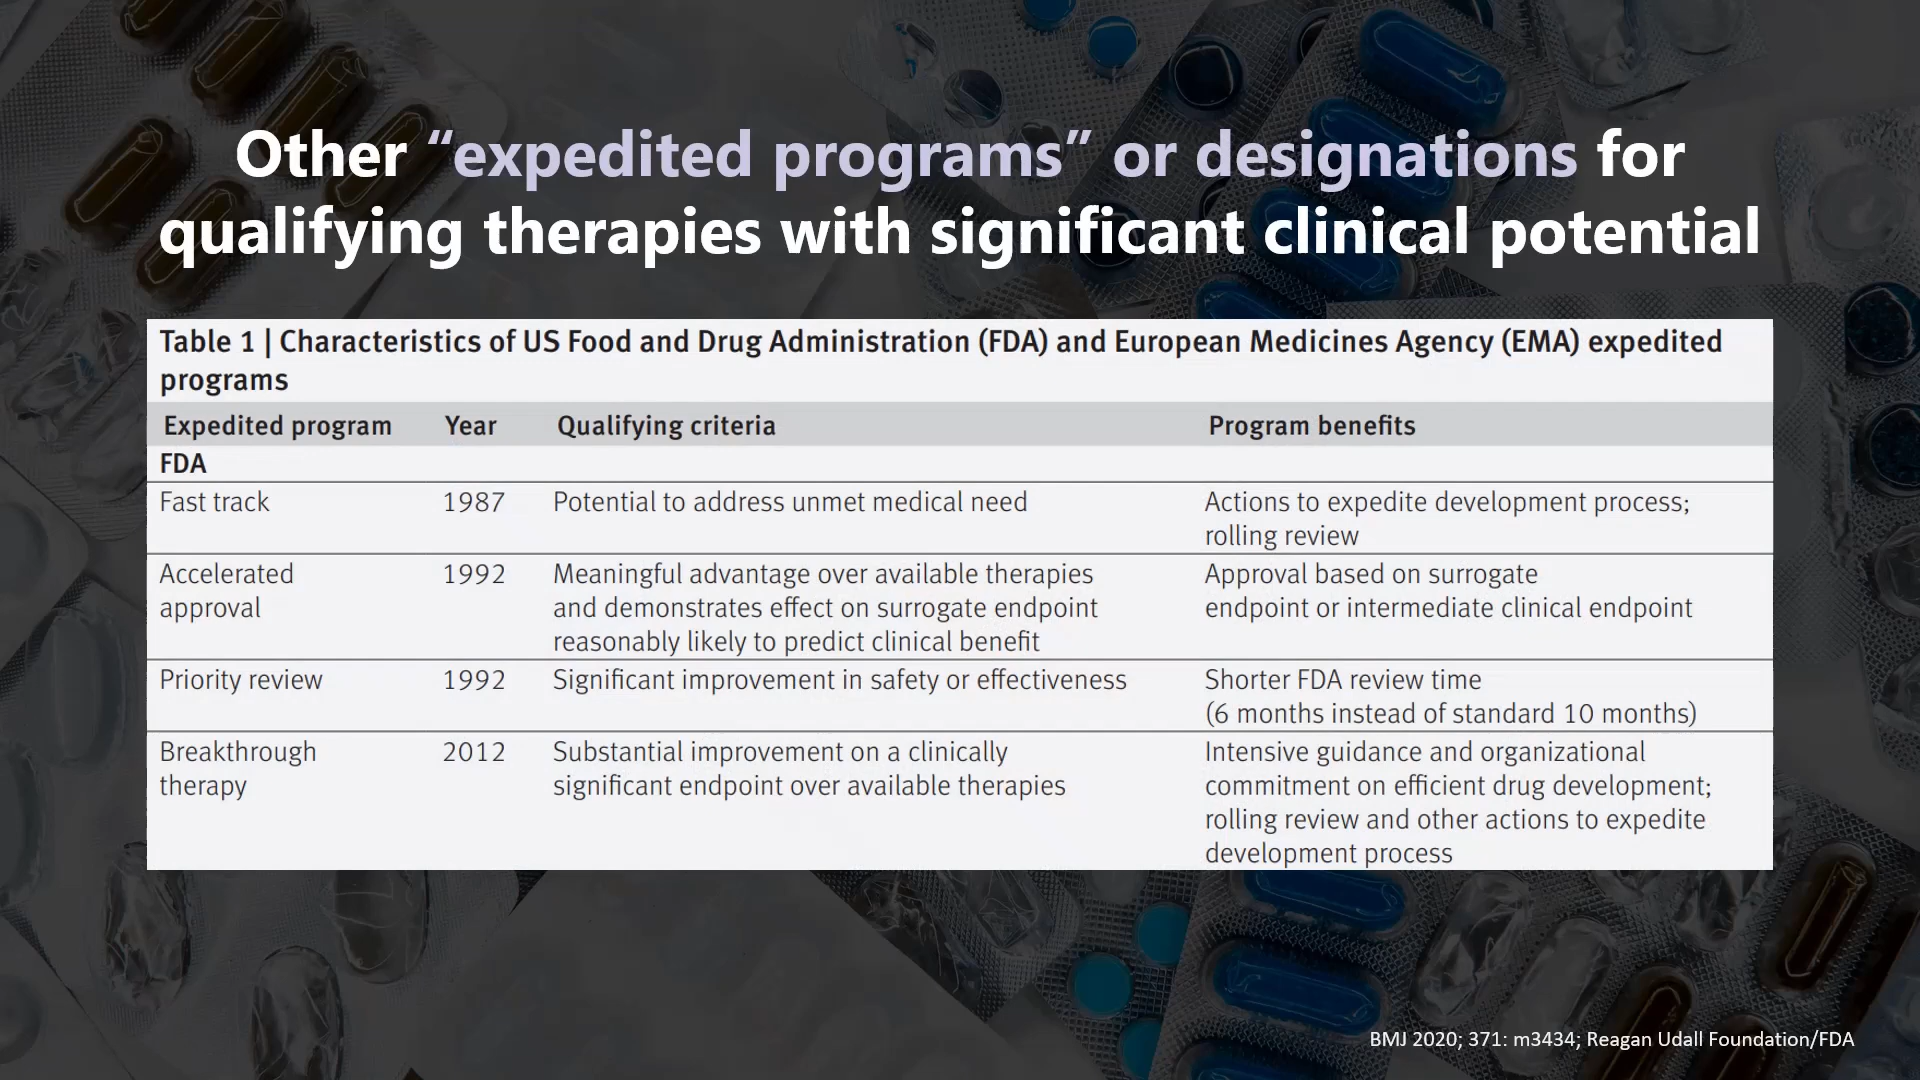 Other “expedited programs” or designations for
qualifying therapies with significant clinical potential
Table 1 | Characteristics of US Food and Drug Administration (FDA) and European Medicines Agency (EMA) expedited
programs
Expedited program Year Qualifying criteria Program benefits
FDA
Fast track 1987 Potential to address unmet medical need Actions to expedite development process;
rolling review
Accelerated 1992 Meaningful advantage over available therapies Approval based on surrogate
approval and demonstrates effect on surrogate endpoint endpoint or intermediate clinical endpoint
reasonably likely to predict clinical benefit
Priority review 1992 Significant improvement in safety or effectiveness Shorter FDA review time
(6 months instead of standard 10 months)
Breakthrough 2012 Substantial improvement on a clinically Intensive guidance and organizational
therapy significant endpoint over available therapies commitment on efficient drug development;
rolling review and other actions to expedite
development process
BMJ 2020; 371: m3434; Reagan Udall Foundation/FDA